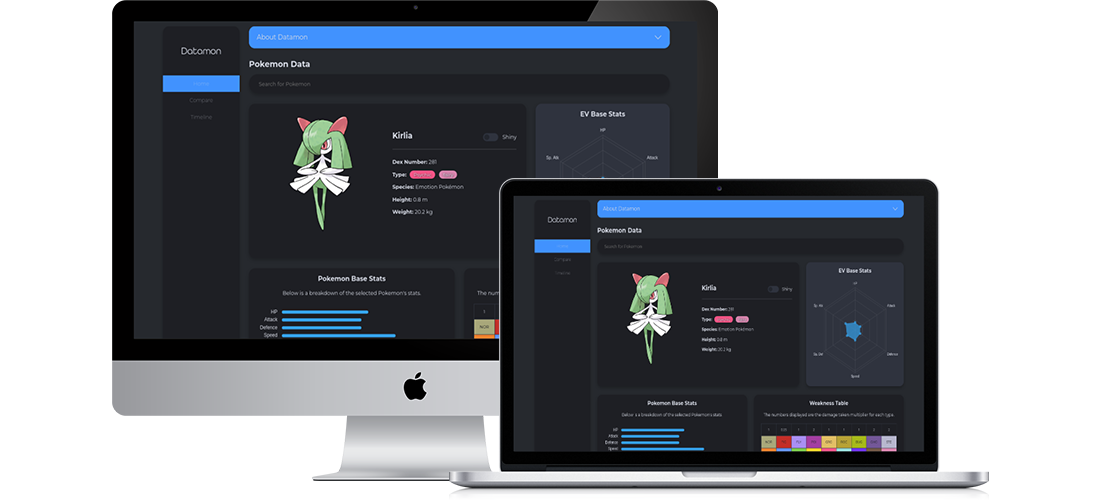 About Datamon
Datamon
Pokemon Data
Search for Pokemon
Compare
Timeline
EV Base Stats
HP
Sp. Atk
Attack
Kirlia
Shiny
Dex Number: 281
Type:
Species: Emotion Pokémon
Height: 0.8 m
Weight: 20.2 kg
Pokemon Base Stats
Below is a breakdown of the selected Pokemon's stats.
HP
Attack
Defence
Speed
The num
1
NOR
About Datamon
Datamon
Pokemon Data
Search for Pokemon
Compare
Timeline
EV Base Stats
HP
Sp. Atk
Attack
Sp. Def
Defence
Speed
Kirlia
Shiny
Dex Number: 281
Type:
Species: Emotion Pokémon
Height: 0.8 m
Weight: 20.2 kg
Pokemon Base Stats
Below is a breakdown of the selected Pokemon's stats.
HP
Attack
Defence
Speed
Weakness Table
The numbers displayed are the damage taken multiplier for each type.